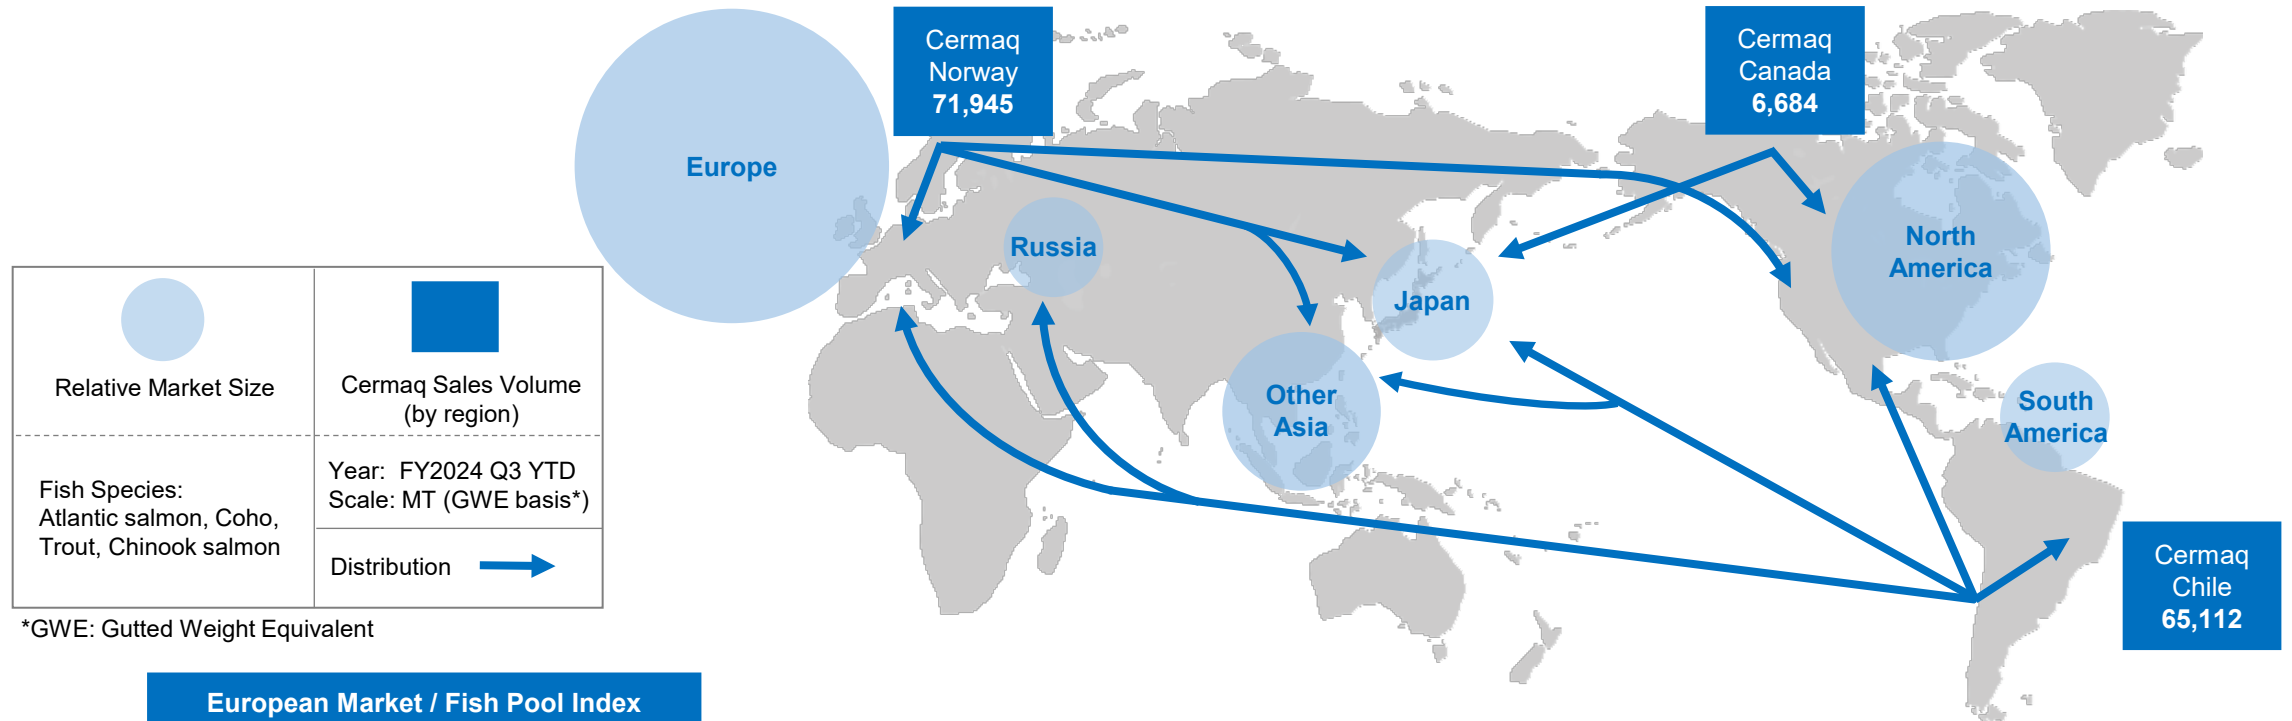 Cermaq
Norway
71,945
Cermaq
Canada
6,684
Europe
Russia
Japan
North
America
Other
Asia
South
America
Cermaq
Chile
65,112
Relative Market Size
Cermaq Sales Volume
(by region)
Fish Species:
Atlantic salmon, Coho,
Trout, Chinook salmon
Year:  FY2024 Q3 YTD
Scale: MT (GWE basis*)
Distribution
*GWE: Gutted Weight Equivalent
European Market / Fish Pool Index